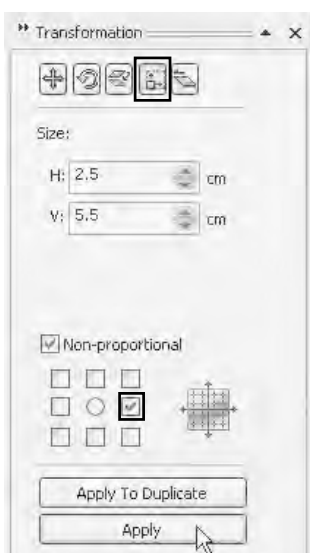 Transformation
Size:
H: 2.5 cm
V: 5.5 cm
Non-proportional
Apply To Duplicate
Apply